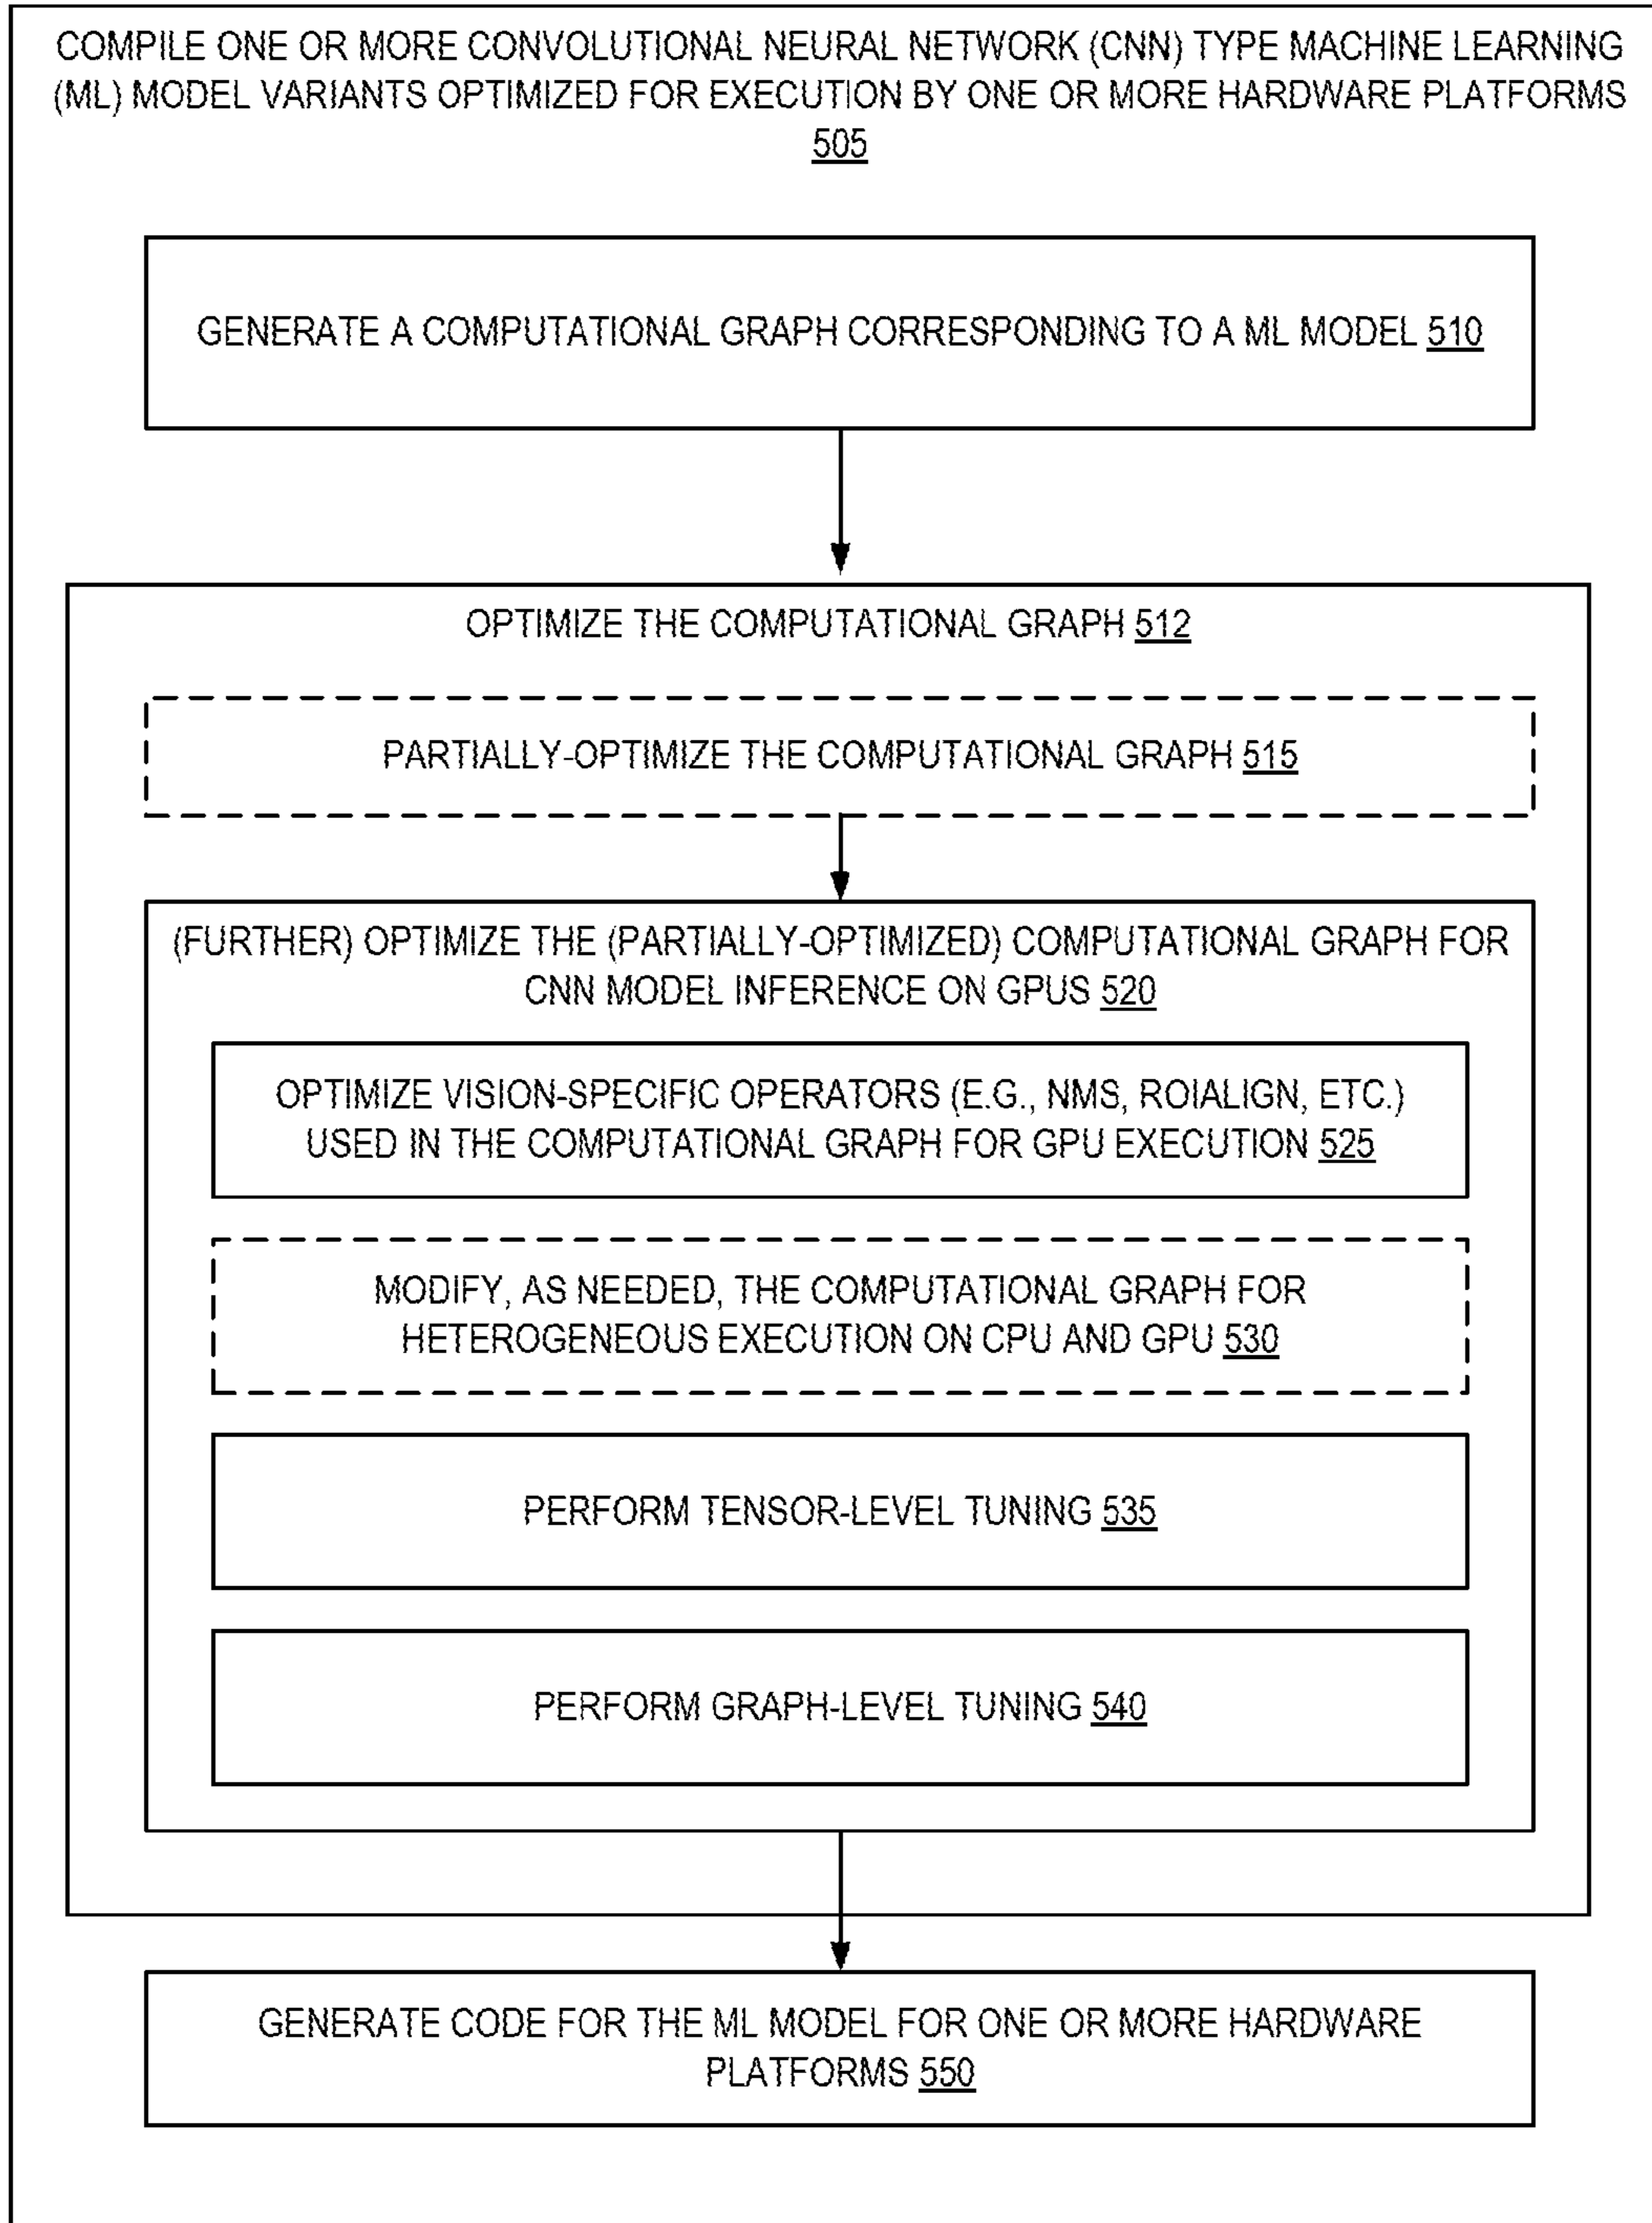 COMPILE ONE OR MORE CONVOLUTIONAL NEURAL NETWORK (CNN) TYPE MACHINE LEARNING
(ML) MODEL VARIANTS OPTIMIZED FOR EXECUTION BY ONE OR MORE HARDWARE PLATFORMS
505
GENERATE A COMPUTATIONAL GRAPH CORRESPONDING TO A ML MODEL 510
OPTIMIZE THE COMPUTATIONAL GRAPH 512
PARTIALLY-OPTIMIZE THE COMPUTATIONAL GRAPH 515
(FURTHER) OPTIMIZE THE (PARTIALLY-OPTIMIZED) COMPUTATIONAL GRAPH FOR
CNN MODEL INFERENCE ON GPUS 520
OPTIMIZE VISION-SPECIFIC OPERATORS (E.G., NMS, ROIALIGN, ETC.)
USED IN THE COMPUTATIONAL GRAPH FOR GPU EXECUTION 525
MODIFY, AS NEEDED, THE COMPUTATIONAL GRAPH FOR
HETEROGENEOUS EXECUTION ON CPU AND GPU 530
PERFORM TENSOR-LEVEL TUNING 535
PERFORM GRAPH-LEVEL TUNING 540
GENERATE CODE FOR THE ML MODEL FOR ONE OR MORE HARDWARE
PLATFORMS 550